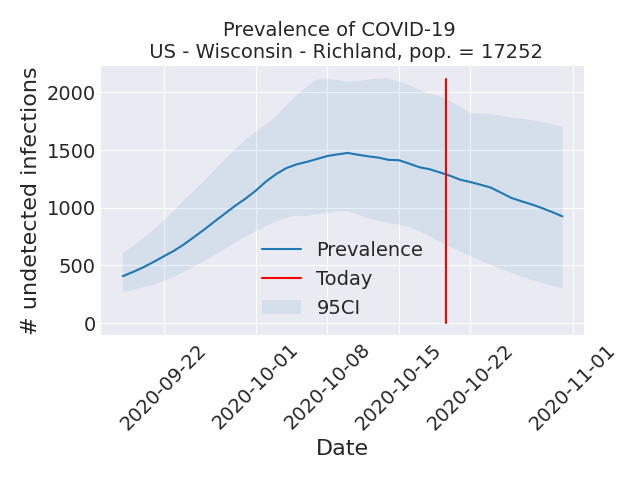 Prevalence of COVID-19
US - Wisconsin - Richland, pop. = 17252
# undetected infections
2000
1500
1000
500
0
Prevalence
Today
95CI
2020-09-22
2020-10-01
2020-10-08
2020-10-15
2020-10-22
2020-11-01
Date